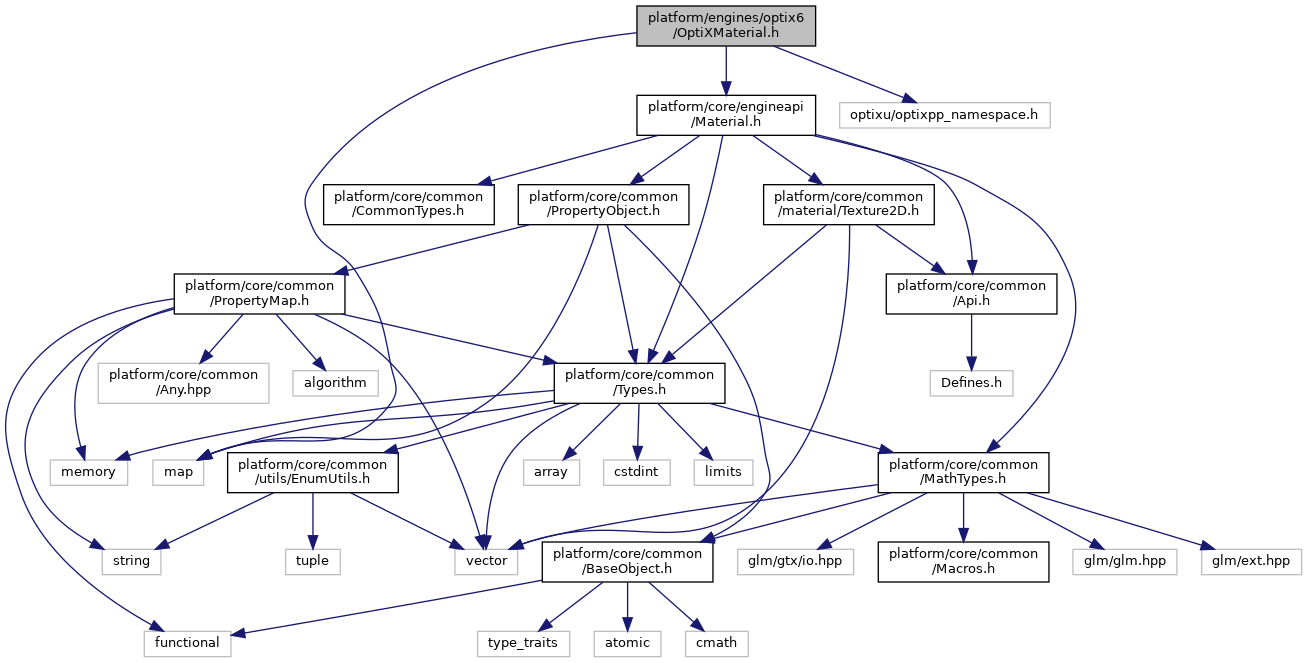 platform/engines/optix6
/OptiXMaterial.h
platform/core/engineapi
/Material.h
optixu/optixpp_namespace.h
platform/core/common
/CommonTypes.h
platform/core/common
/PropertyObject.h
platform/core/common
/material/Texture2D.h
platform/core/common
/PropertyMap.h
platform/core/common
/Api.h
platform/core/common
/Any.hpp
algorithm
platform/core/common
/Types.h
Defines.h
memory
map
platform/core/common
/utils/EnumUtils.h
array
cstdint
limits
platform/core/common
/MathTypes.h
string
tuple
vector
platform/core/common
/BaseObject.h
glm/gtx/io.hpp
platform/core/common
/Macros.h
glm/glm.hpp
glm/ext.hpp
functional
type_traits
atomic
cmath